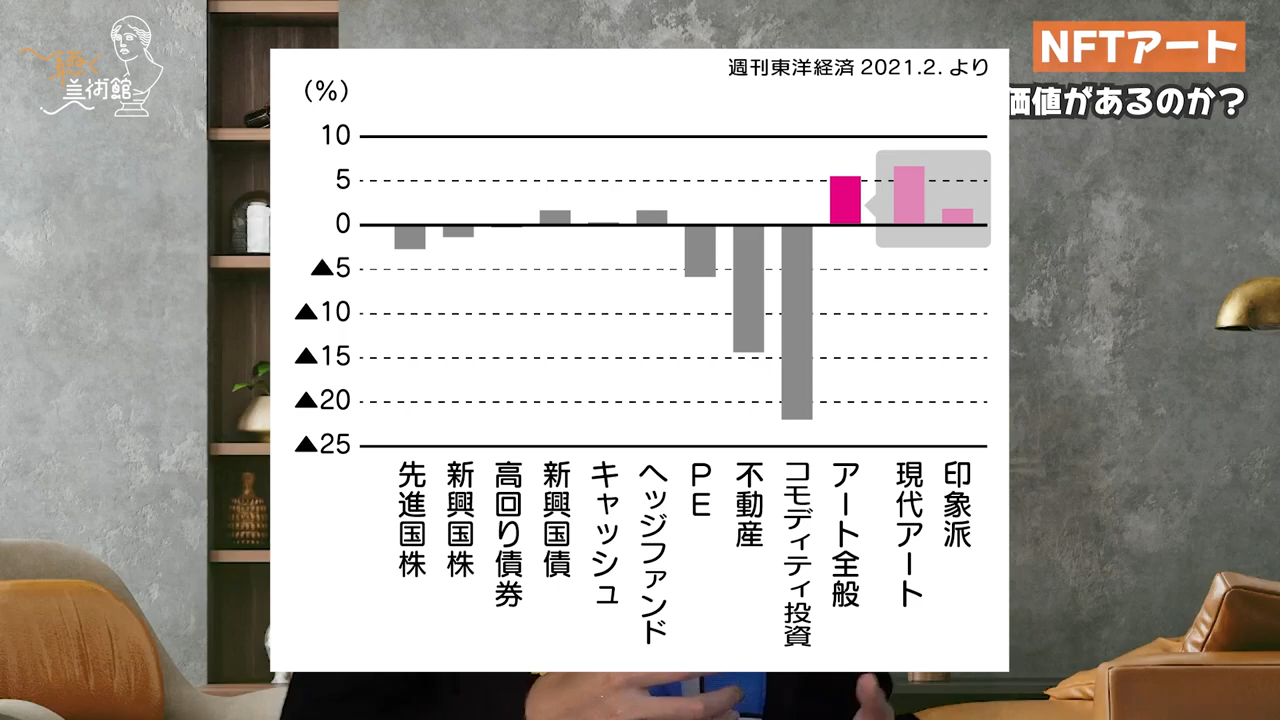 聴く
美術館
NFTアート
価値があるのか？
週刊東洋経済 2021.2. より
(%)
10
5
0
▲5
▲10
▲15
▲20
▲25
先進国株
新興国株
高回り債券
新興国債
キャッシュ
ヘッジファンド
PE
不動産
コモディティ投資
アート全般
現代アート
印象派